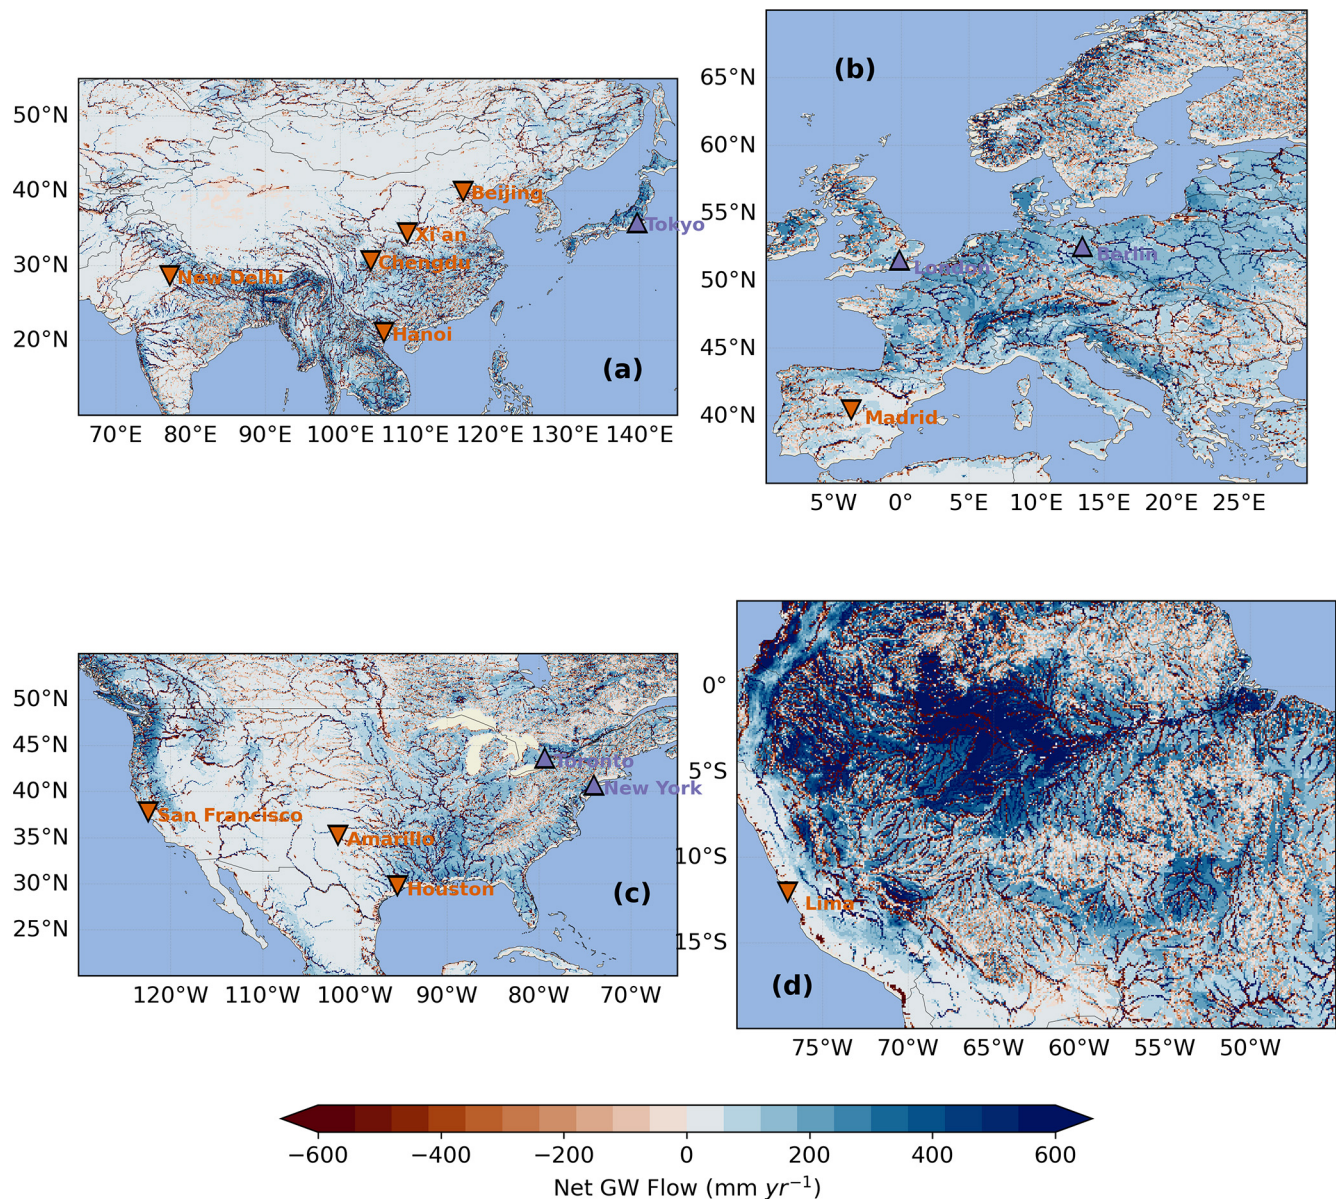 50°N
40°N
30°N
20°N
70°E 80°E 90°E 100°E 110°E 120°E 130°E 140°E
Beijing
Tokyo
Xi'an
Chengdu
New Delhi
Hanoi
(a)
(b)
65°N
60°N
55°N
50°N
45°N
40°N
London
Berlin
Madrid
5°W 0° 5°E 10°E 15°E 20°E 25°E
50°N
45°N
40°N
35°N
30°N
25°N
Toronto
New York
San Francisco
Amarillo
Houston
(c)
120°W 110°W 100°W 90°W 80°W 70°W
0°
5°S
10°S
15°S
Lima
(d)
75°W 70°W 65°W 60°W 55°W 50°W
−600 −400 −200 0 200 400 600
Net GW Flow (mm yr⁻¹)